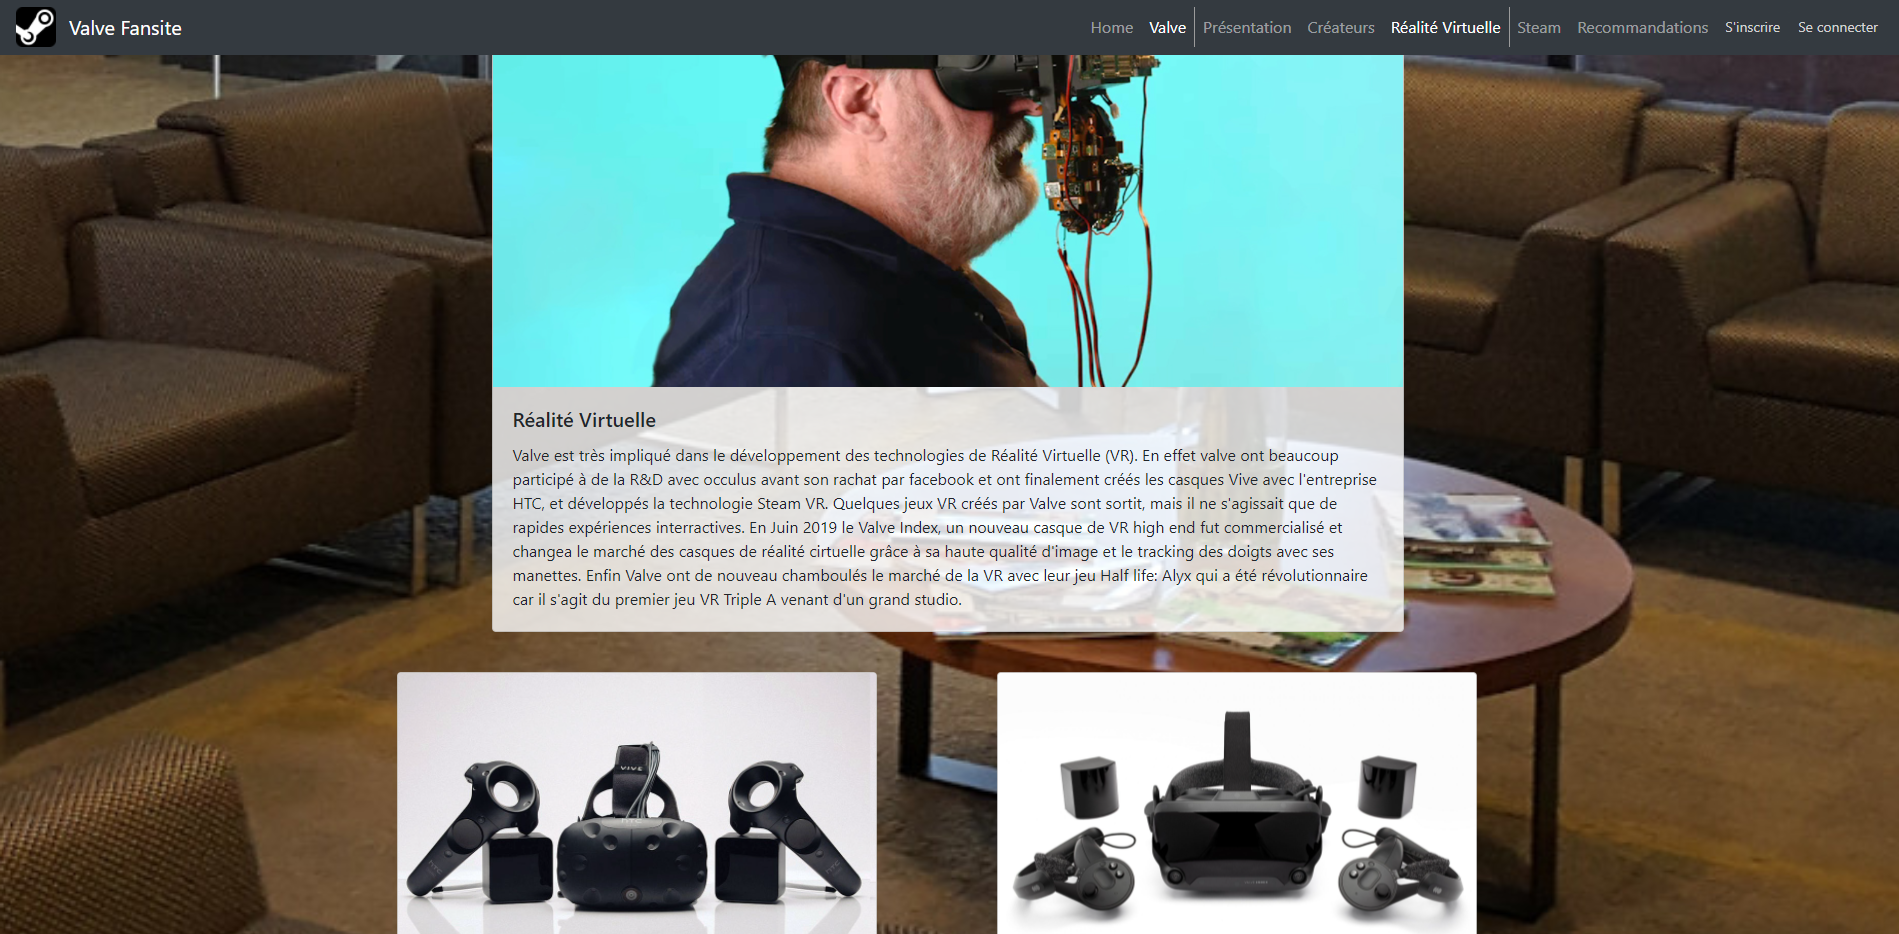 Valve Fansite
Home Valve Présentation Créateurs Réalité Virtuelle Steam Recommandations S'inscrire Se connecter
Réalité Virtuelle
Valve est très impliqué dans le développement des technologies de Réalité Virtuelle (VR). En effet valve ont beaucoup
participé à de la R&D avec occulus avant son rachat par facebook et ont finalement créés les casques Vive avec l'entreprise
HTC, et développés la technologie Steam VR. Quelques jeux VR créés par Valve sont sortit, mais il ne s'agissait que de
rapides expériences interractives. En Juin 2019 le Valve Index, un nouveau casque de VR high end fut commercialisé et
changea le marché des casques de réalité cirtuelle grâce à sa haute qualité d'image et le tracking des doigts avec ses
manettes. Enfin Valve ont de nouveau chamboulés le marché de la VR avec leur jeu Half life: Alyx qui a été révolutionnaire
car il s'agit du premier jeu VR Triple A venant d'un grand studio.
VIVE
HTC